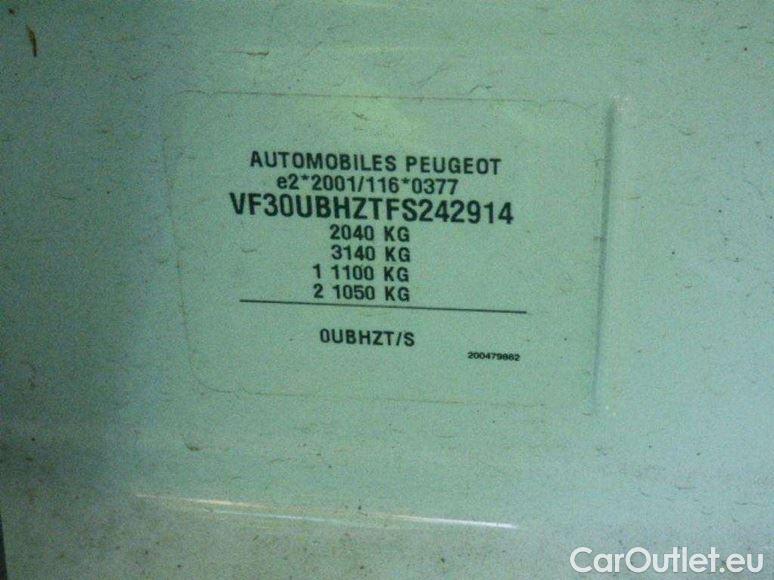 AUTOMOBILES PEUGEOT
e2*2001/116*0377
VF30UBHZTFS242914
2040 KG
3140 KG
1 1100 KG
2 1050 KG
0UBHZT/S
200479862
CarOutlet.eu